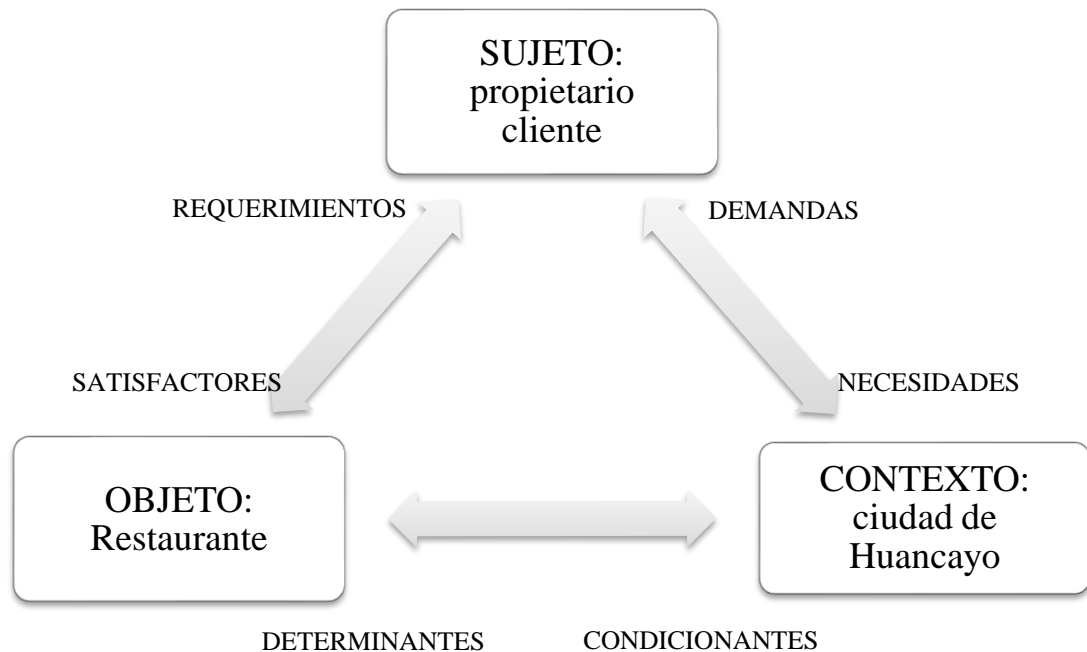 SUJETO:
propietario
cliente
REQUERIMIENTOS
DEMANDAS
SATISFACTORES
NECESIDADES
OBJETO:
Restaurante
CONTEXTO:
ciudad de
Huancayo
DETERMINANTES
CONDICIONANTES